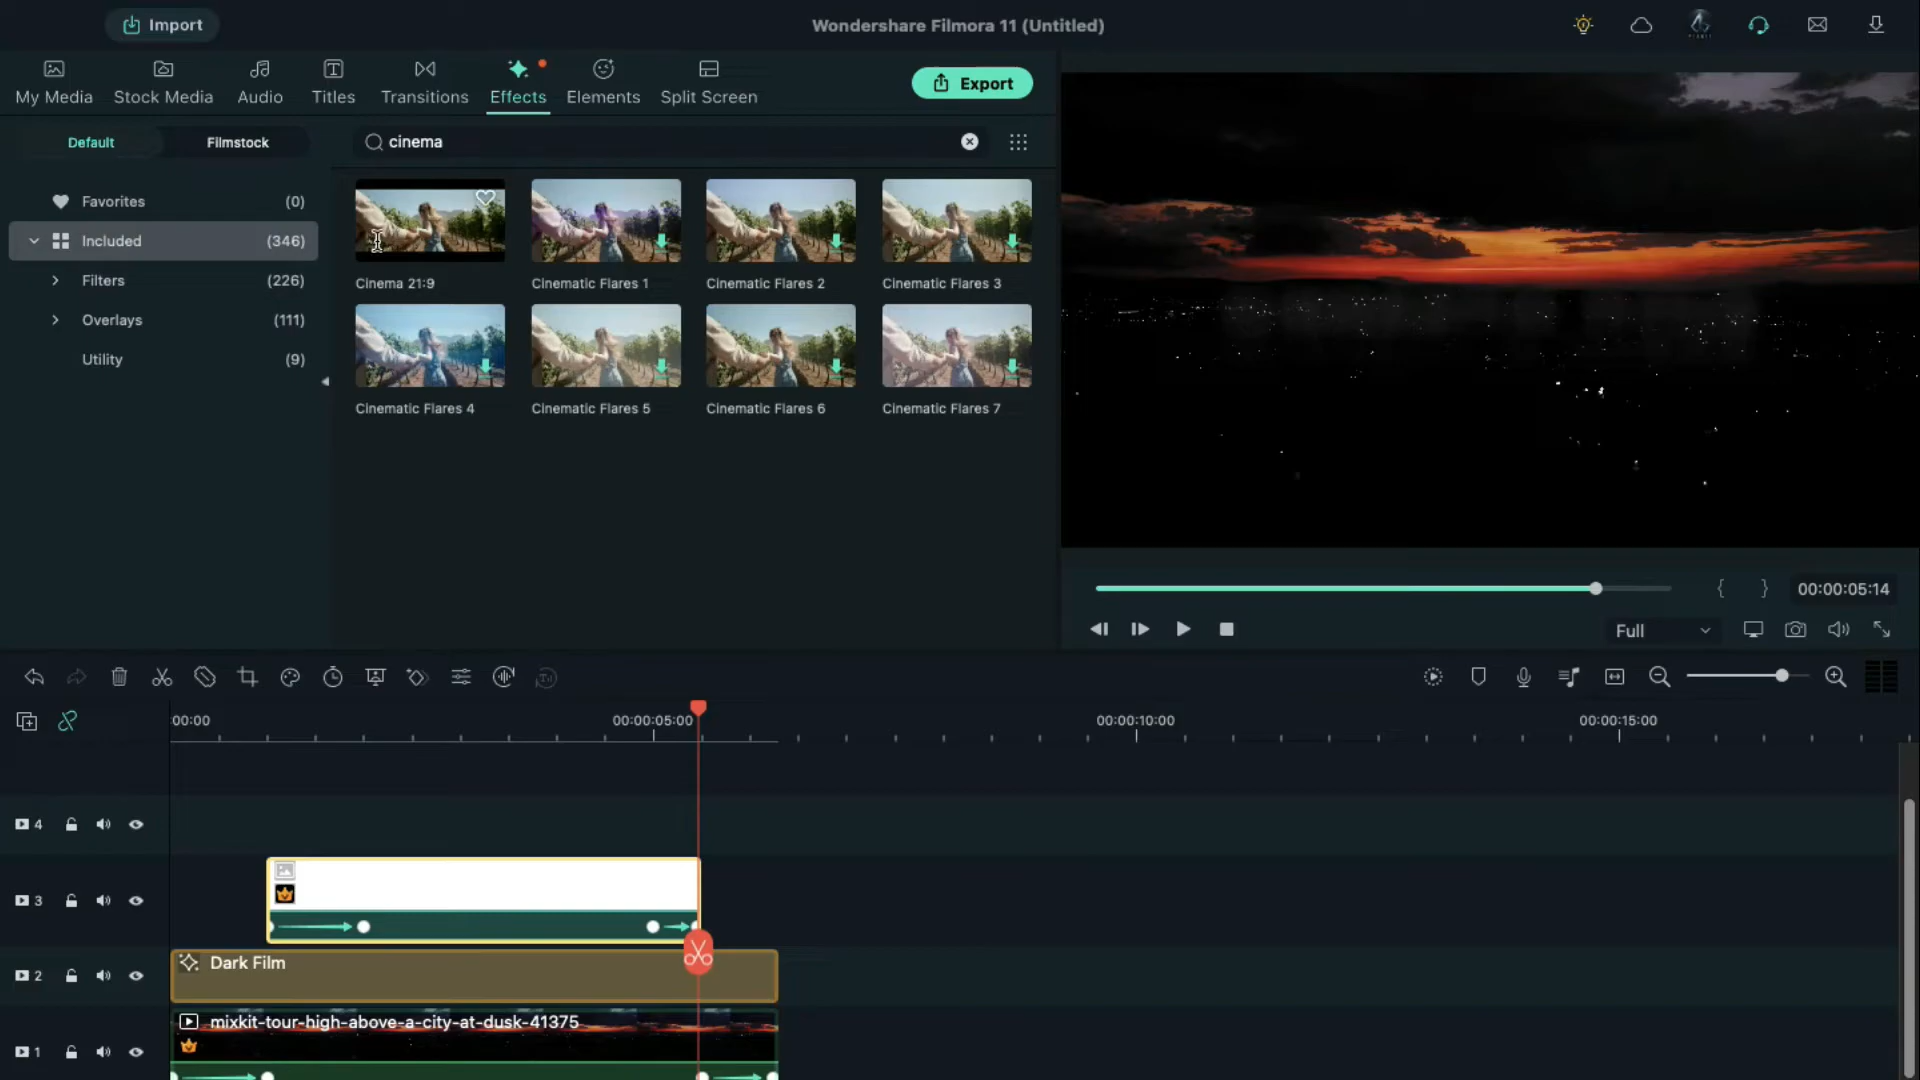 Import
Wondershare Filmora 11 (Untitled)
My Media
Stock Media
Audio
Titles
Transitions
Effects
Elements
Split Screen
Export
Default
Filmstock
cinema
Favorites (0)
Included (346)
Filters (226)
Overlays (111)
Utility (9)
Cinema 21:9
Cinematic Flares 1
Cinematic Flares 2
Cinematic Flares 3
Cinematic Flares 4
Cinematic Flares 5
Cinematic Flares 6
Cinematic Flares 7
{ } 00:00:05:14
Full
:00:00
00:00:05:00
00:00:10:00
00:00:15:00
4
3
2
Dark Film
mixkit-tour-high-above-a-city-at-dusk-41375
1